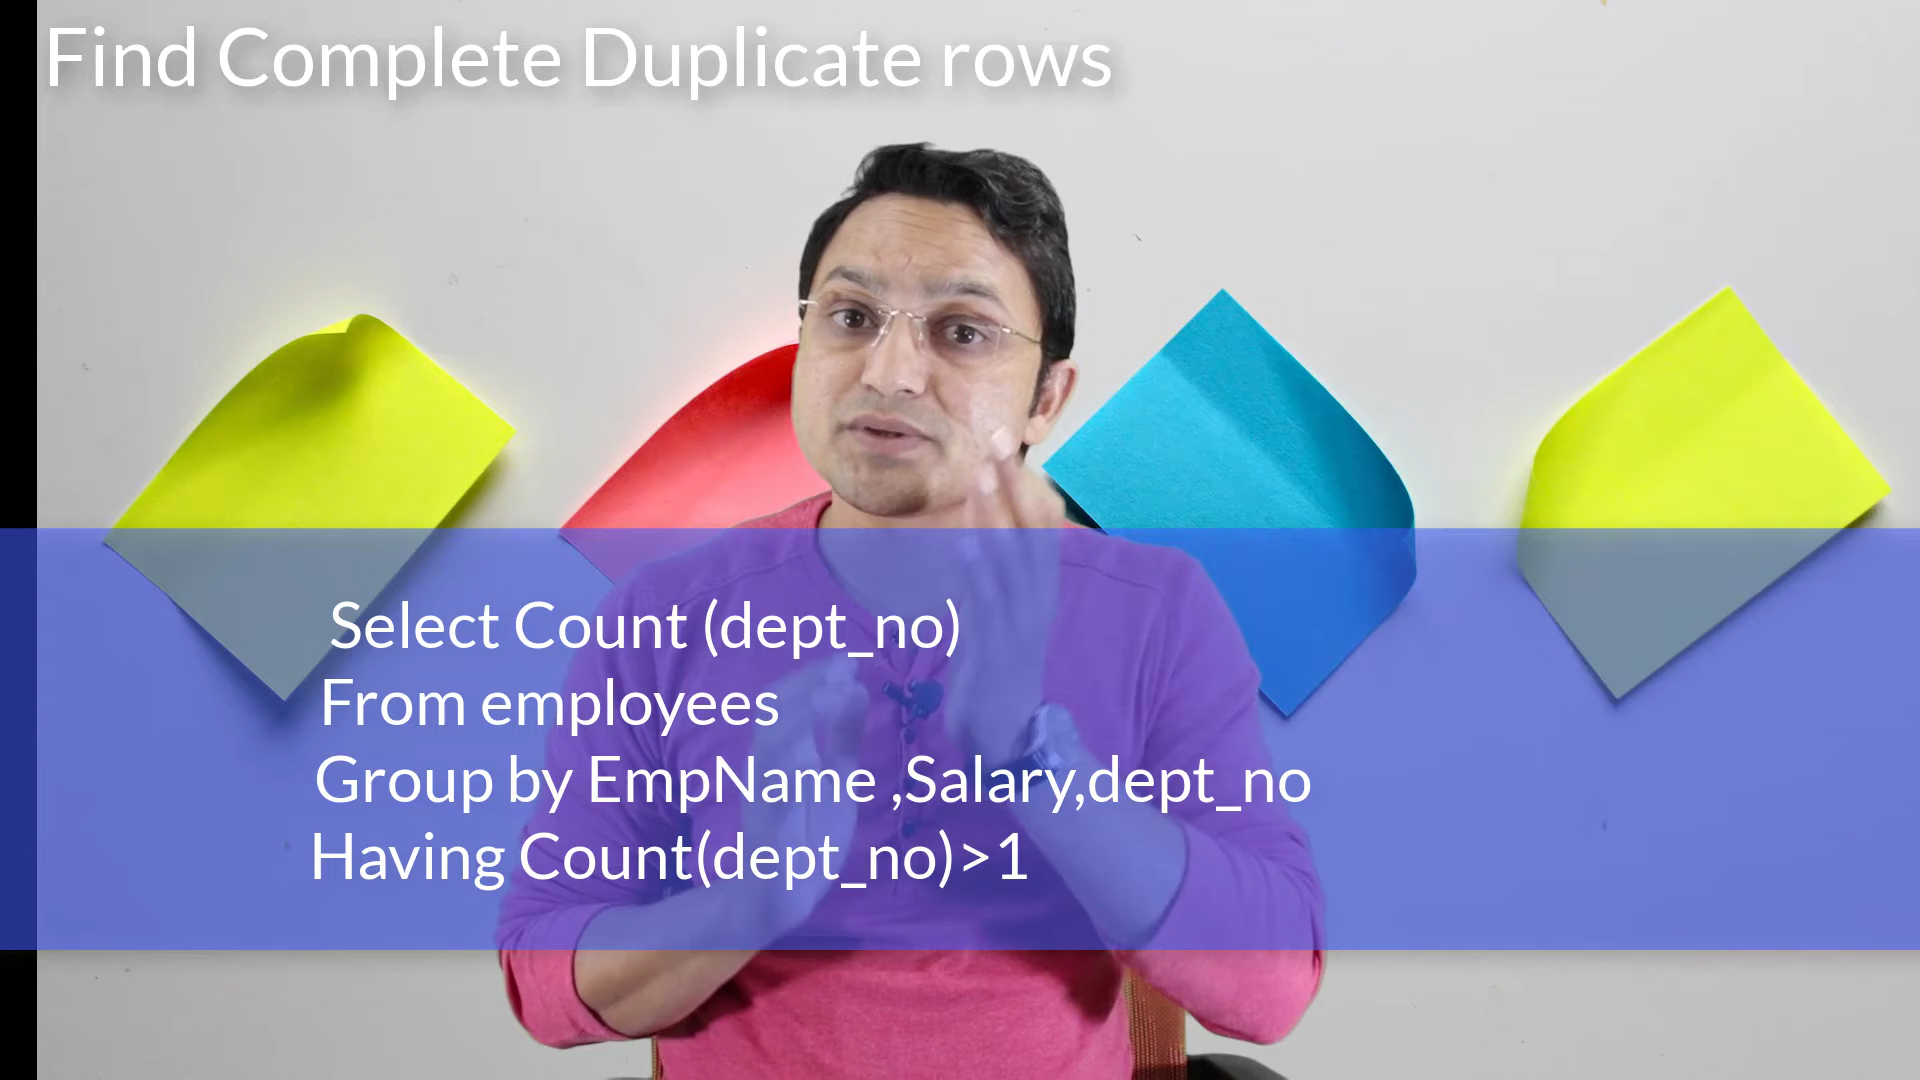 Find Complete Duplicate rows
Select Count (dept_no)
From employees
Group by EmpName ,Salary,dept_no
Having Count(dept_no)>1